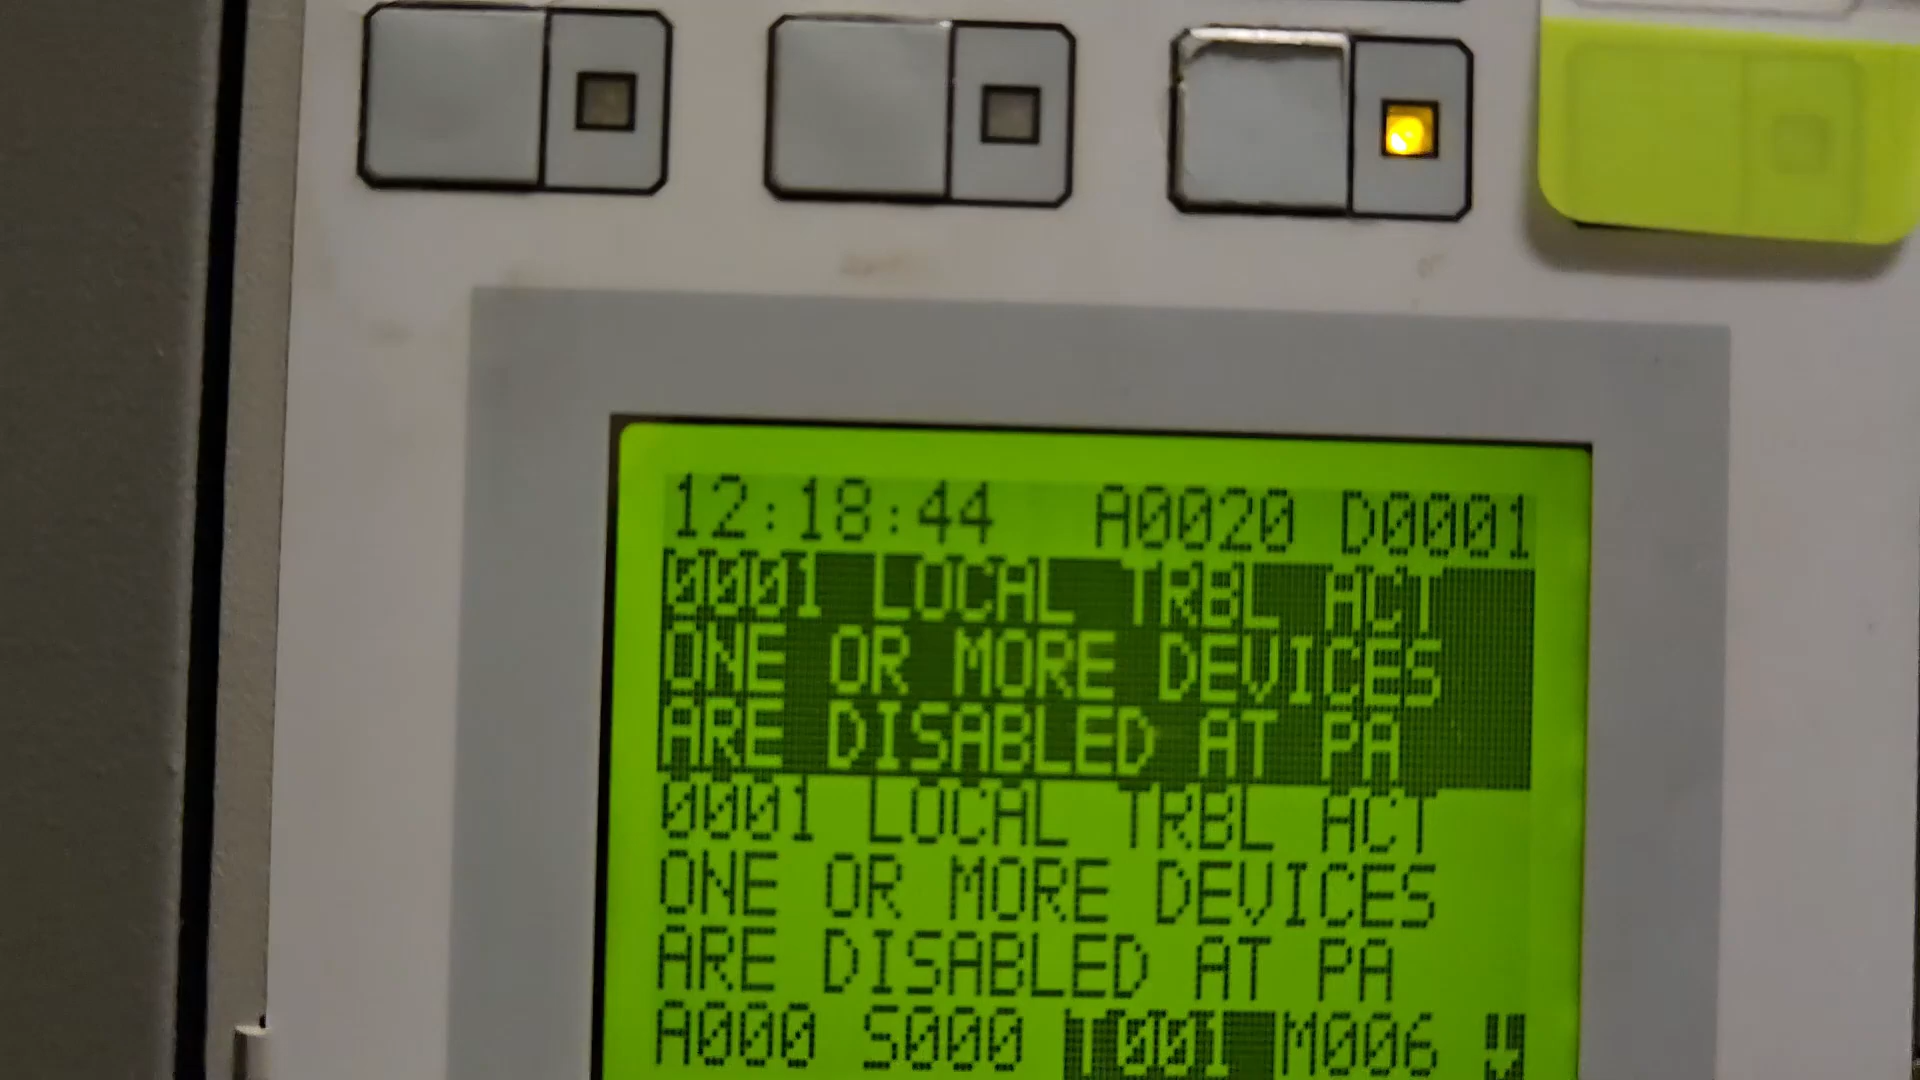 12:18:44 A0020 D0001
0001 LOCAL TRBL ACT
ONE OR MORE DEVICES
ARE DISABLED AT PA
0001 LOCAL TRBL ACT
ONE OR MORE DEVICES
ARE DISABLED AT PA
A000 S000 T001 M006